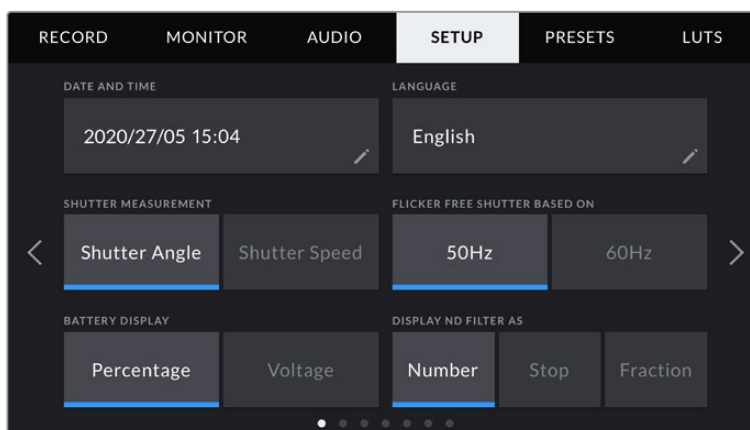 RECORD MONITOR AUDIO SETUP PRESETS LUTS
DATE AND TIME LANGUAGE
2020/27/05 15:04 English
SHUTTER MEASUREMENT FLICKER FREE SHUTTER BASED ON
Shutter Angle Shutter Speed 50Hz 60Hz
BATTERY DISPLAY DISPLAY ND FILTER AS
Percentage Voltage Number Stop Fraction